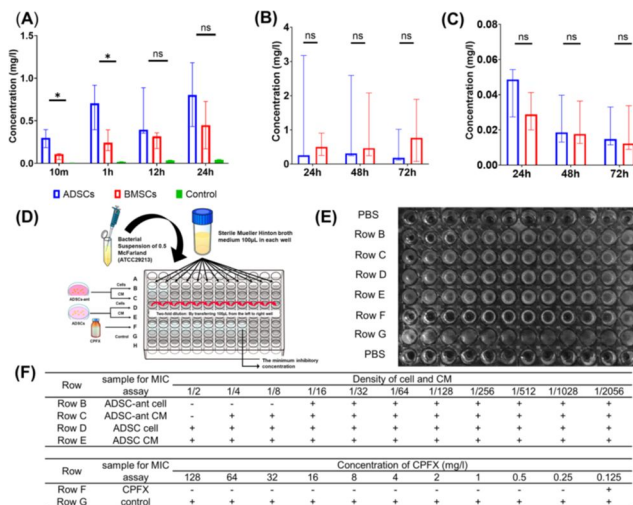 (A)
Concentration (mg/l)
1.5
1.0
0.5
0.0
* * ns ns
10m 1h 12h 24h
ADSCs BMSCs Control
(B)
Concentration (mg/l)
4
3
2
1
0
ns ns ns
24h 48h 72h
(C)
Concentration (mg/l)
0.08
0.06
0.04
0.02
0.00
ns ns ns
24h 48h 72h
(D)
Bacterial
Suspension of 0.5
McFarland
(ATCC29213)
Sterile Mueller Hinton broth
medium 100μL in each well
ADSCs-ant
Cells
CM
ADSCs
Cells
CM
CPFX
Control
A
B
C
D
E
F
G
H
Two-fold dilution: By transferring 100μL from the left to right well
The minimum inhibitory
concentration
(E)
PBS
Row B
Row C
Row D
Row E
Row F
Row G
PBS
(F)
Row sample for MIC assay Density of cell and CM
1/2 1/4 1/8 1/16 1/32 1/64 1/128 1/256 1/512 1/1028 1/2056
Row B ADSC-ant cell - - - + + + + + + + +
Row C ADSC-ant CM - + + + + + + + + + +
Row D ADSC cell + + + + + + + + + + +
Row E ADSC CM + + + + + + + + + + +
Row sample for MIC assay Concentration of CPFX (mg/l)
128 64 32 16 8 4 2 1 0.5 0.25 0.125
Row F CPFX - - - - - - - - - - +
Row G control + + + + + + + + + + +